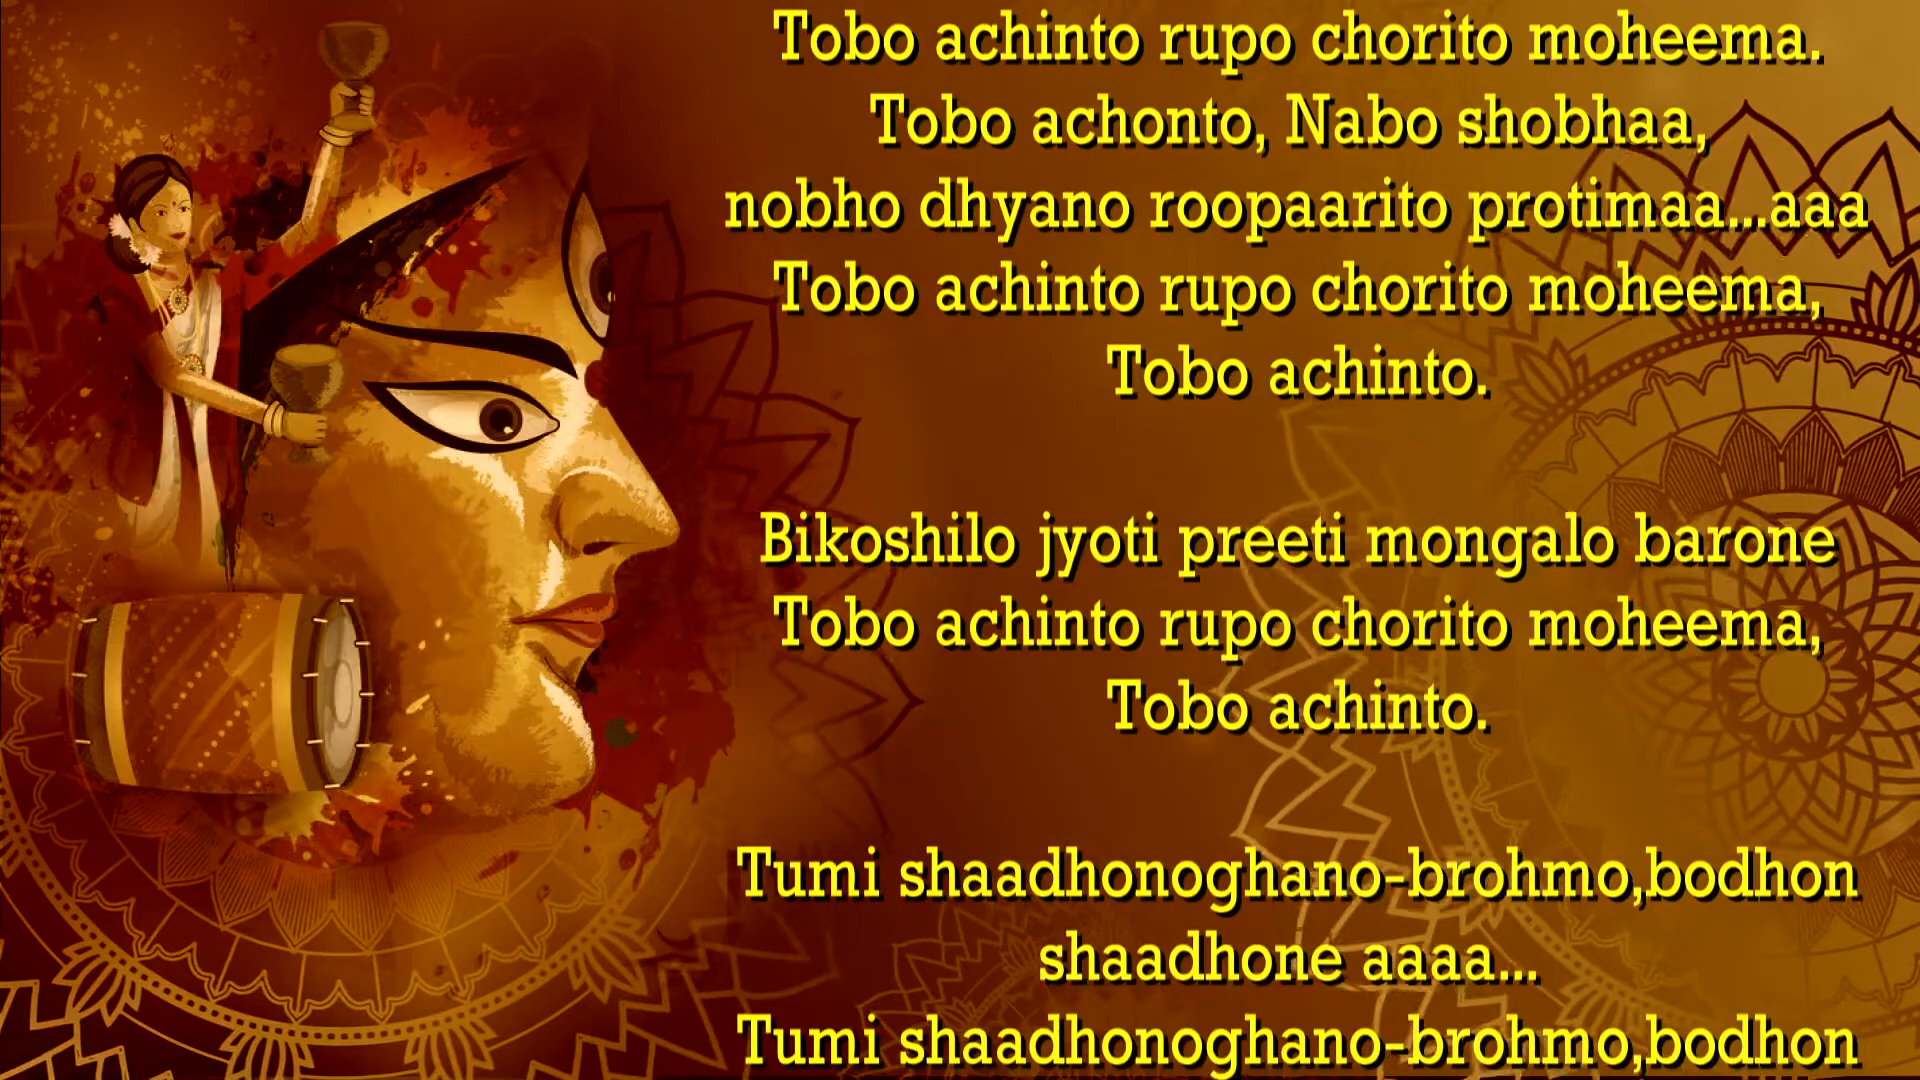 Tobo achinto rupo chorito moheema.
Tobo achonto, Nabo shobhaa,
nobho dhyano roopaarito protimaa...aaa
Tobo achinto rupo chorito moheema,
Tobo achinto.
Bikoshilo jyoti preeti mongalo barone
Tobo achinto rupo chorito moheema,
Tobo achinto.
Tumi shaadhonoghano-brohmo,bodhon
shaadhone aaaa...
Tumi shaadhonoghano-brohmo,bodhon